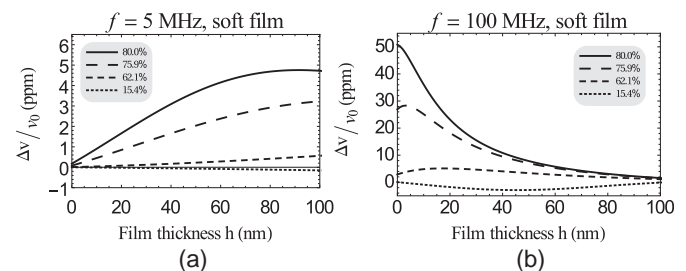 f = 5 MHz, soft film
Δv/v₀ (ppm)
6
5
4
3
2
1
0
−1
80.0%
75.9%
62.1%
15.4%
0 20 40 60 80 100
Film thickness h (nm)
(a)
f = 100 MHz, soft film
Δv/v₀ (ppm)
50
40
30
20
10
0
80.0%
75.9%
62.1%
15.4%
0 20 40 60 80 100
Film thickness h (nm)
(b)